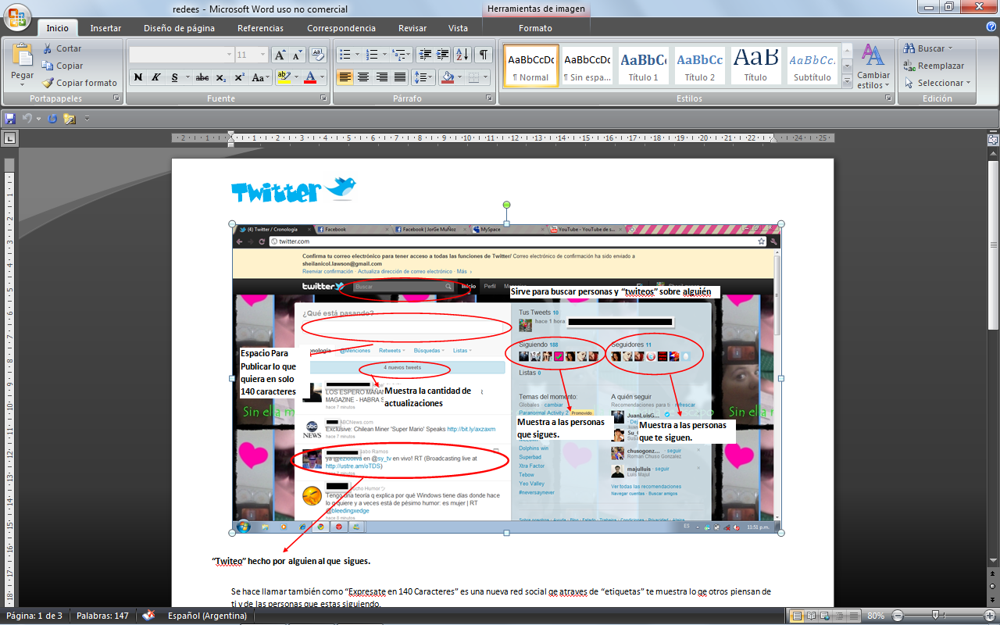 redees - Microsoft Word uso no comercial
Herramientas de imagen
Inicio Insertar Diseño de página Referencias Correspondencia Revisar Vista Formato
Pegar
Cortar
Copiar
Copiar formato
Portapapeles
11
Fuente
Párrafo
AaBbCcDc
¶ Normal
AaBbCcDc
¶ Sin espa...
AaBbCc
Título 1
AaBbCc
Título 2
AaB
Título
AaBbCc.
Subtítulo
Cambiar
estilos
Estilos
Buscar
Reemplazar
Seleccionar
Edición
Twitter
(4) Twitter / Cronología
Facebook
Facebook | JorGe MuÑoz
MySpace
YouTube - YouTube de s...
twitter.com
Confirma tu correo electrónico para tener acceso a todas las funciones de Twitter/ Correo electrónico de confirmación ha sido enviado a
sheilanicol.lawson@gmail.com
Reenviar confirmación · Actualiza dirección de correo electrónico · Más ›
twitter
Buscar
Inicio
Perfil
Sirve para buscar personas y “twiteos” sobre alguién
¿Qué está pasando?
Tus Tweets 10
hace 1 hora
Siguiendo 188
Seguidores 11
Listas 0
Espacio Para
Publicar lo que
quiera en solo
140 caracteres
@Menciones Retweets Búsquedas Listas
4 nuevos tweets
Muestra la cantidad de
actualizaciones
MAGAZINE - HABRA S
hace 7 minutos
Temas del momento:
Globales · cambiar
Paranormal Activity 2 Promovido
Muestra a las personas
que sigues.
Dolphins win
Superbad
Xtra Factor
Tebow
Yeo Valley
#neversaynever
A quién seguir
Recomendaciones para ti · refrescar
JuanLuisG...
Muestra a las personas
que te siguen.
chusogonz... · seguir
Román Chuso González
majulluis · seguir
Luis Majul
Ver todas las recomendaciones
Navegar cuentas · Buscar amigos
Sin ella m
abc NEWS
ABCNews.com
Exclusive: Chilean Miner 'Super Mario' Speaks http://bit.ly/axzaxm
hace 7 minutos
Gabo Ramos
ya @eziooliva en @sy_tv en vivo! RT (Broadcasting live at
http://ustre.am/oTDS)
Echo Humor
Tengo una teoría q explica por qué Windows tiene días donde hace
lo q quiere y a veces está de pésimo humor: es mujer | RT
@bleedingxedge
hace 6 minutos
ES
11:51 p.m.
“Twiteo” hecho por alguien al que sigues.
Se hace llamar también como “Expresate en 140 Caracteres” es una nueva red social qe atraves de “etiquetas” te muestra lo qe otros piensan de
ti y de las personas que estas siguiendo.
Página: 1 de 3
Palabras: 147
Español (Argentina)
80%